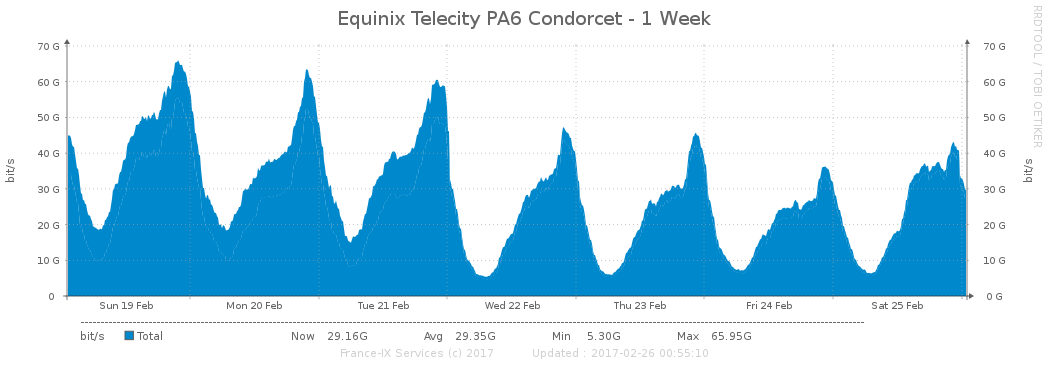 Equinix Telecity PA6 Condorcet - 1 Week
RRDTOOL / TOBI OETIKER
70 G 70 G
60 G 60 G
50 G 50 G
40 G 40 G
bit/s bit/s
30 G 30 G
20 G 20 G
10 G 10 G
0 0 G
Sun 19 Feb Mon 20 Feb Tue 21 Feb Wed 22 Feb Thu 23 Feb Fri 24 Feb Sat 25 Feb
bit/s Total Now 29.16G Avg 29.35G Min 5.30G Max 65.95G
France-IX Services (c) 2017 Updated : 2017-02-26 00:55:10